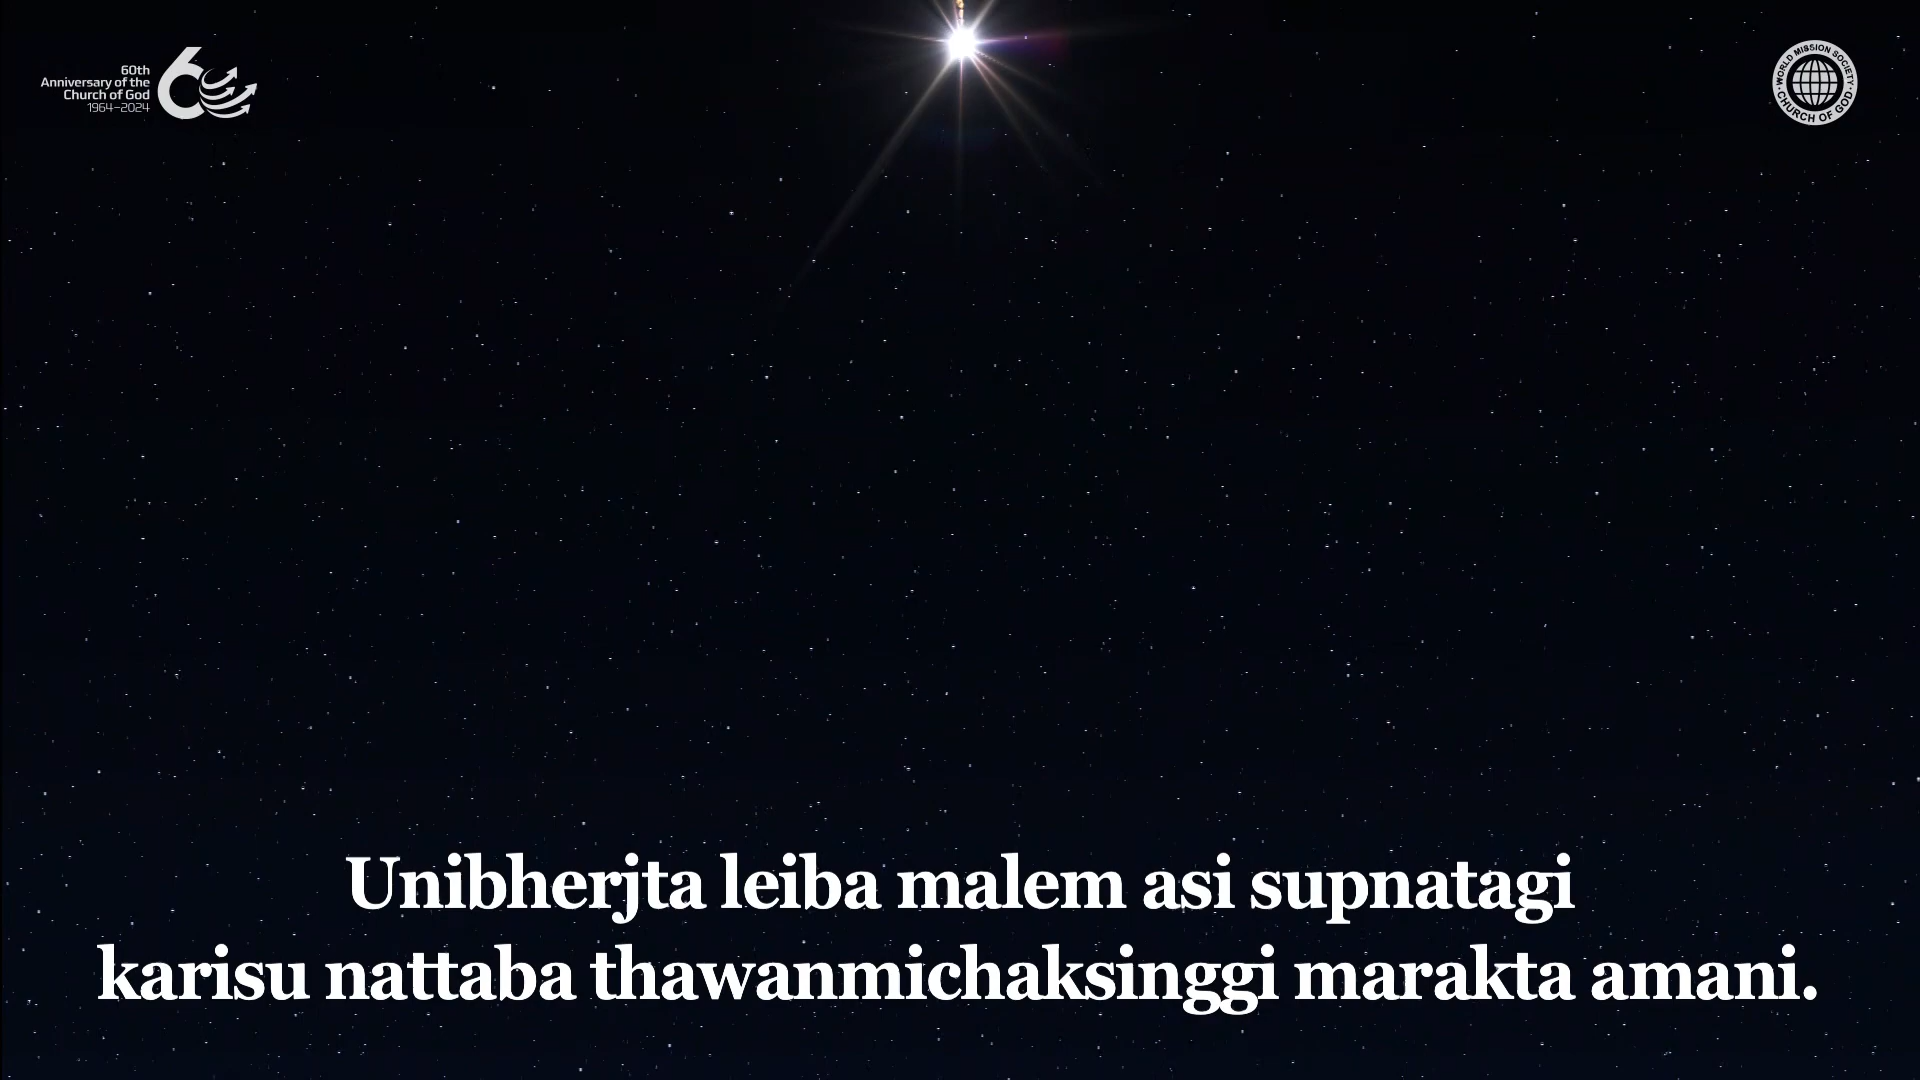 60th
Anniversary of the
Church of God
1964–2024
WORLD MISSION SOCIETY
CHURCH OF GOD
Unibherjta leiba malem asi supnatagi
karisu nattaba thawanmichaksinggi marakta amani.